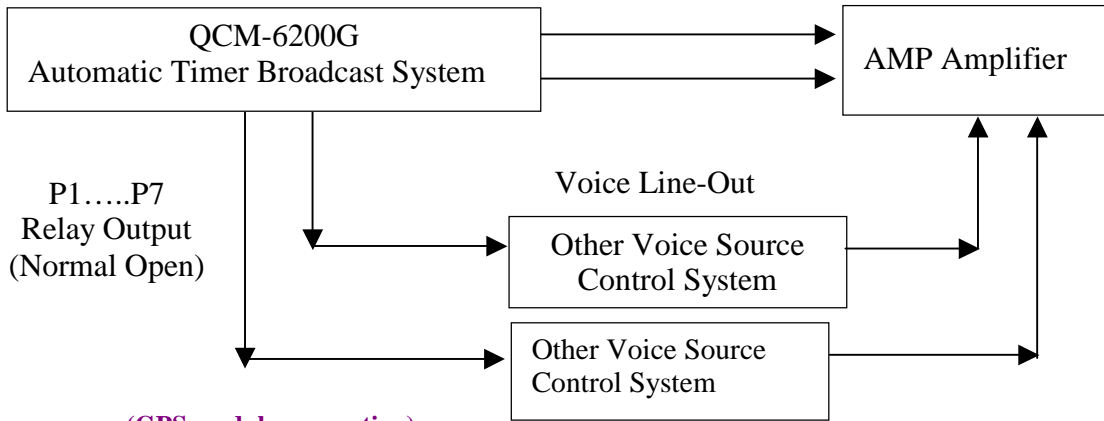 QCM-6200G
Automatic Timer Broadcast System
AMP Amplifier
P1…..P7
Relay Output
(Normal Open)
Voice Line-Out
Other Voice Source
Control System
Other Voice Source
Control System